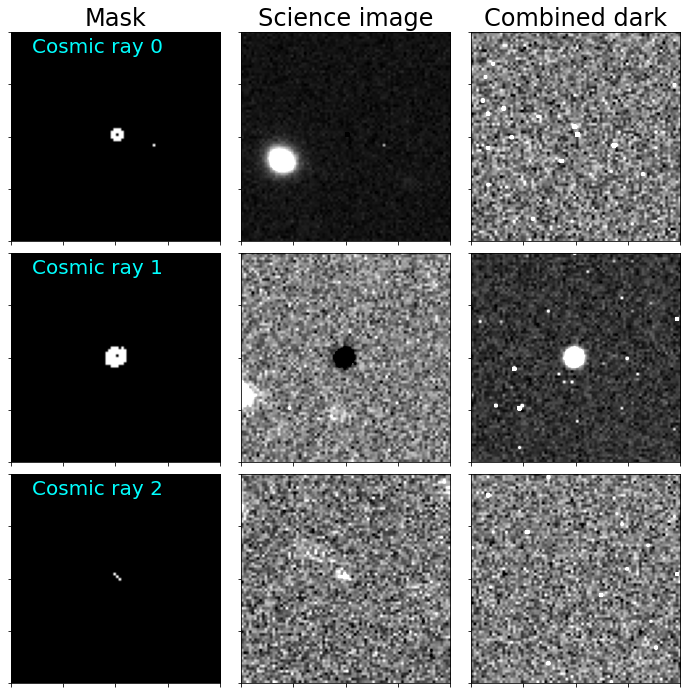 Mask
Science image
Combined dark
Cosmic ray 0
Cosmic ray 1
Cosmic ray 2